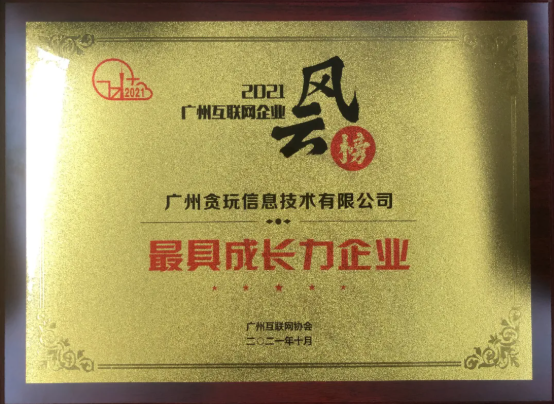 2021
2021
广州互联网企业
风云榜
广州贪玩信息技术有限公司
最具成长力企业
广州互联网协会
二〇二一年十月